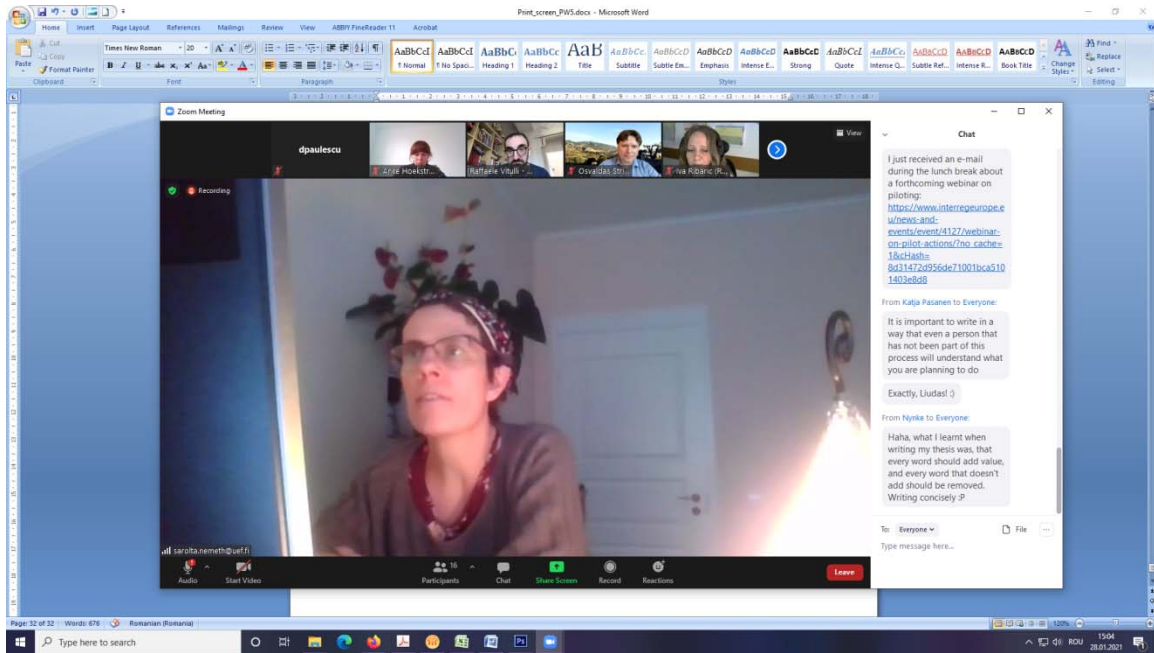 Print_screen_PW5.docx - Microsoft Word
Home Insert Page Layout References Mailings Review View ABBYY FineReader 11 Acrobat
Cut
Copy
Paste
Format Painter
Clipboard
Times New Roman 20
Font
Paragraph
AaBbCcI AaBbCcI AaBbC AaBbCc AaB AaBbCc. AaBbCcD AaBbCcD AaBbCcD AaBbCcD AaBbCcI AaBbCc. AaBbCcD AaBbCcD AaBbCcD
¶ Normal ¶ No Spaci... Heading 1 Heading 2 Title Subtitle Subtle Em... Emphasis Intense E... Strong Quote Intense Q... Subtle Ref... Intense R... Book Title
Styles
Change
Styles
Find
Replace
Select
Editing
Zoom Meeting
dpaulescu
Raffaele Vitulli - ...
Osvaldas Stri...
Iva Ribaric (R...
View
Recording
sarolta.nemeth@uef.fi
Audio
Start Video
16
Participants
Chat
Share Screen
Record
Reactions
Leave
Chat
I just received an e-mail
during the lunch break about
a forthcoming webinar on
piloting:
https://www.interregeurope.e
u/news-and-
events/event/4127/webinar-
on-pilot-actions/?no_cache=
1&cHash=
8d31472d956de71001bca510
1403e8d8
From Katja Pasanen to Everyone:
It is important to write in a
way that even a person that
has not been part of this
process will understand what
you are planning to do
Exactly, Liudas! :)
From Nynke to Everyone:
Haha, what I learnt when
writing my thesis was, that
every word should add value,
and every word that doesn't
add should be removed.
Writing concisely :P
To: Everyone
File
Type message here...
Page: 32 of 32 Words: 676 Romanian (Romania)
120%
Type here to search
ROU
15:04
28.01.2021